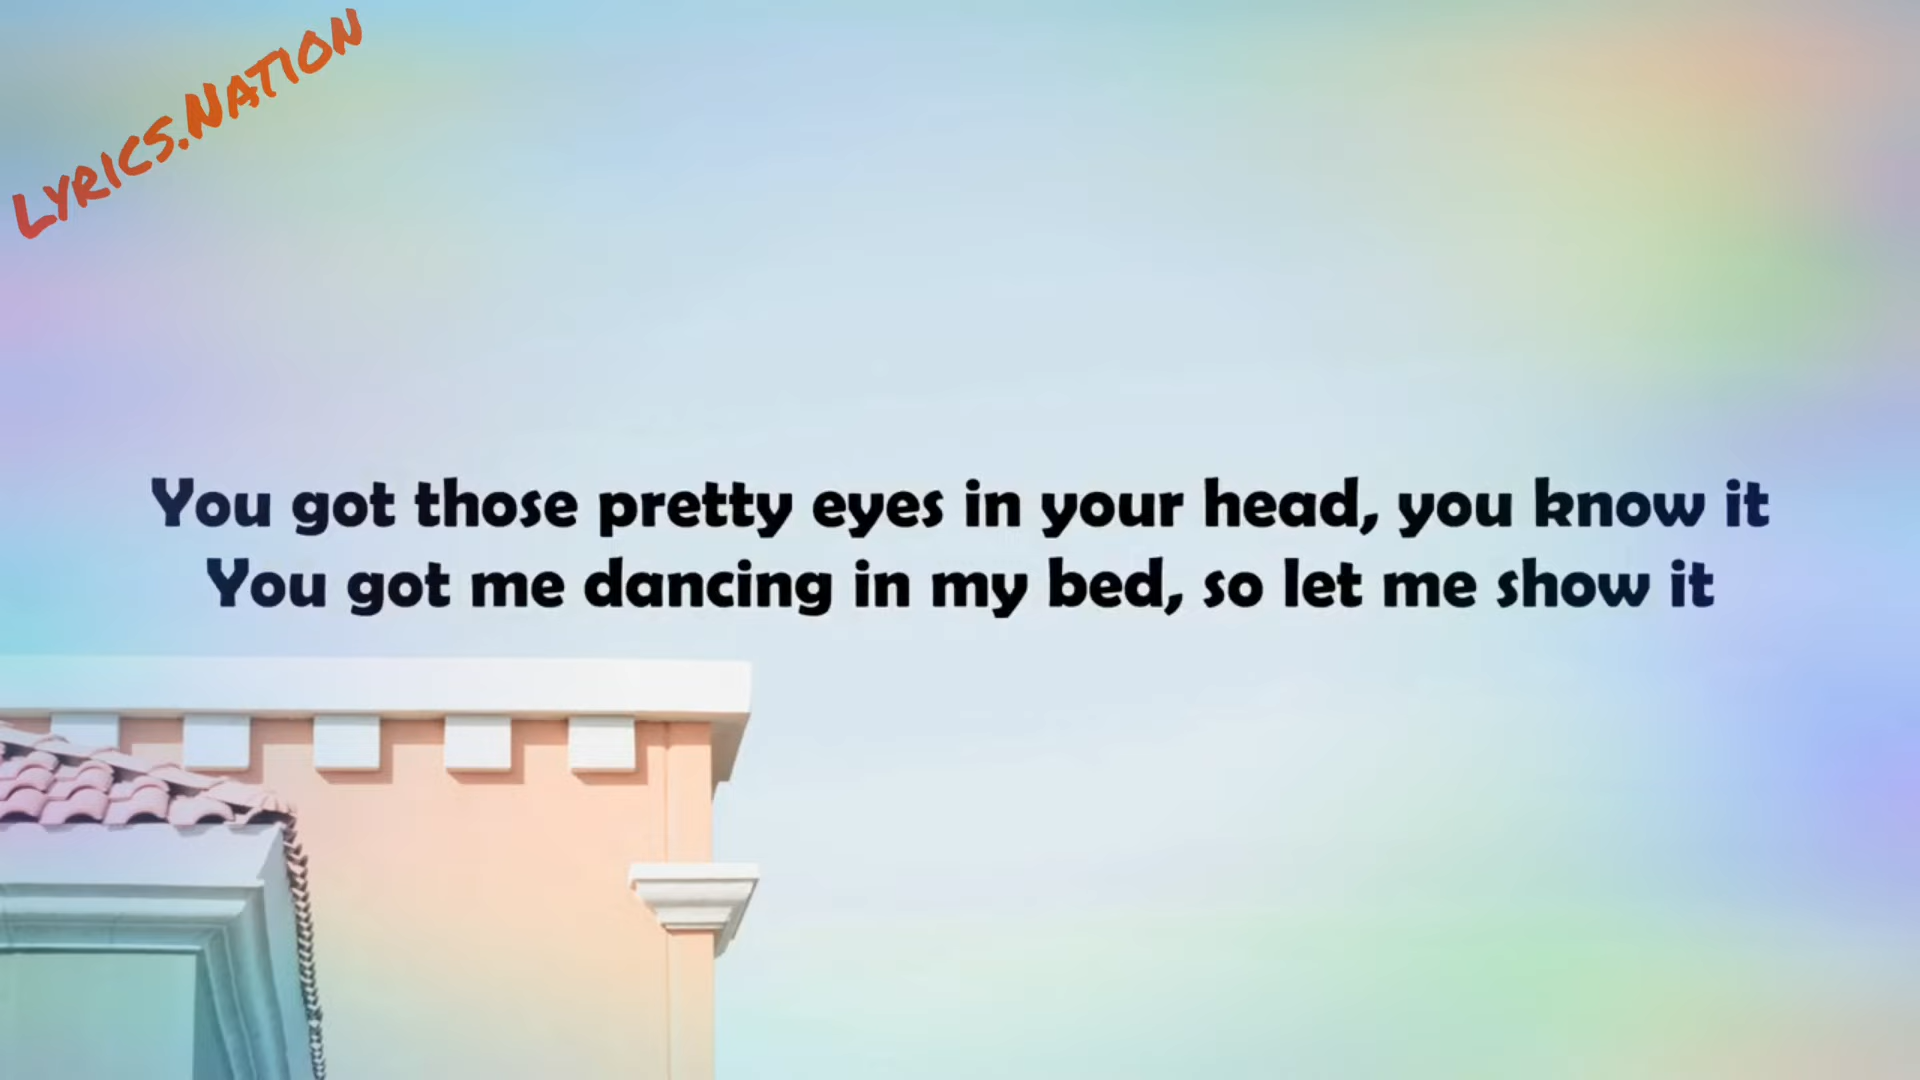 Lyrics.Nation
You got those pretty eyes in your head, you know it
You got me dancing in my bed, so let me show it